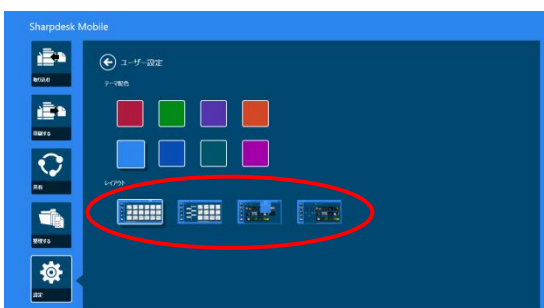 Sharpdesk Mobile
ユーザー設定
取り込む
テーマ配色
印刷する
共有
レイアウト
管理する
設定